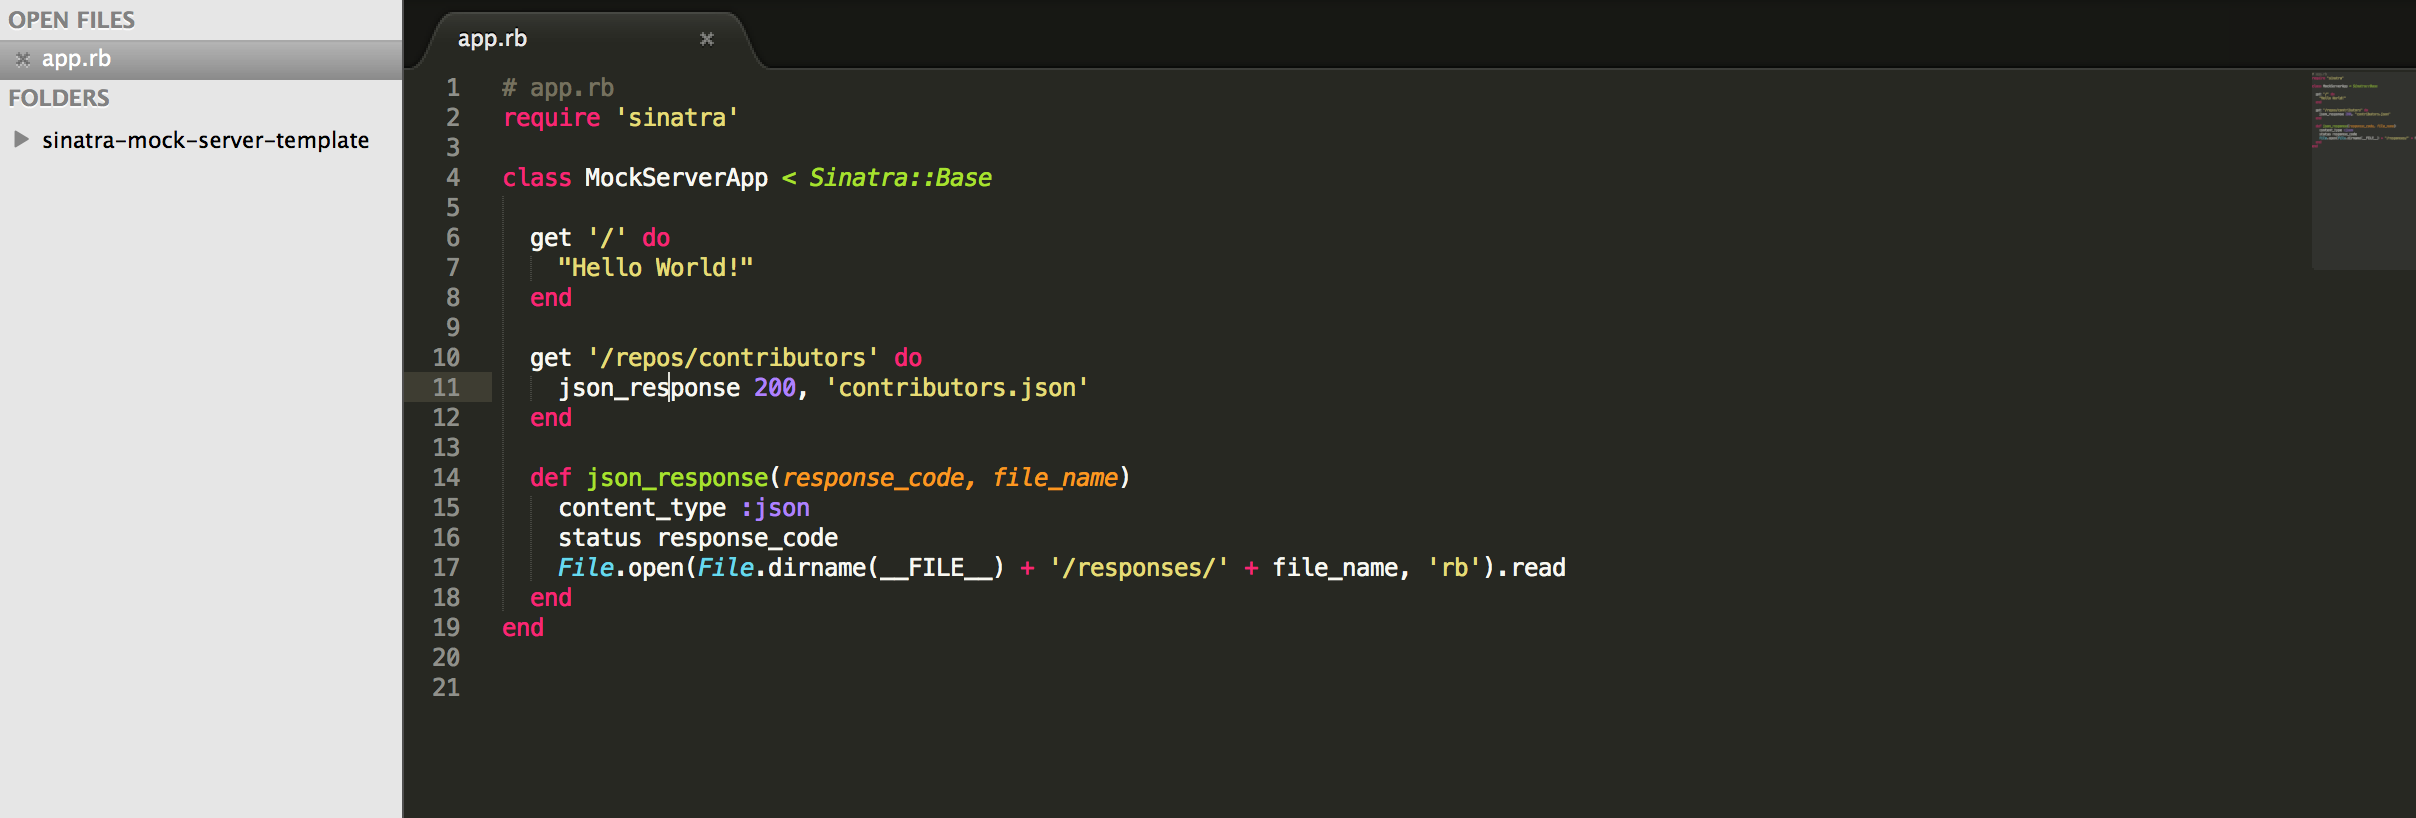 OPEN FILES
app.rb
FOLDERS
sinatra-mock-server-template
app.rb
1 # app.rb
2 require 'sinatra'
3
4 class MockServerApp < Sinatra::Base
5
6 get '/' do
7 "Hello World!"
8 end
9
10 get '/repos/contributors' do
11 json_response 200, 'contributors.json'
12 end
13
14 def json_response(response_code, file_name)
15 content_type :json
16 status response_code
17 File.open(File.dirname(__FILE__) + '/responses/' + file_name, 'rb').read
18 end
19 end
20
21